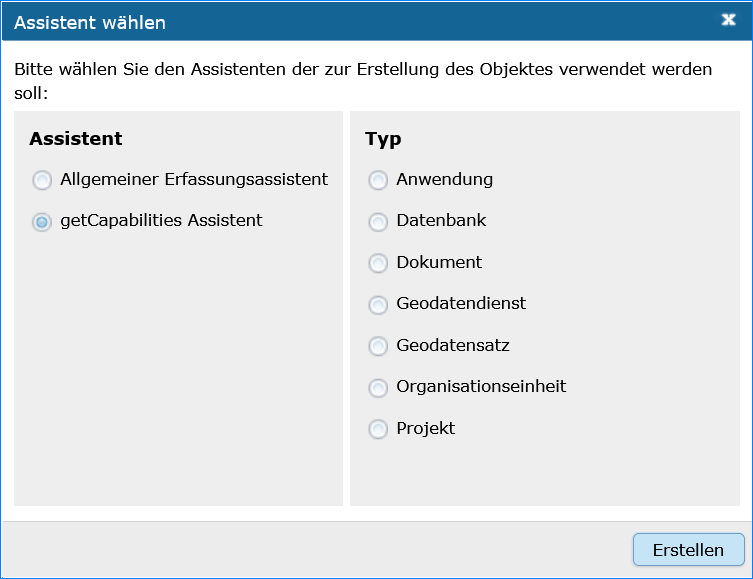 Assistent wählen
Bitte wählen Sie den Assistenten der zur Erstellung des Objektes verwendet werden
soll:
Assistent
Allgemeiner Erfassungsassistent
getCapabilities Assistent
Typ
Anwendung
Datenbank
Dokument
Geodatendienst
Geodatensatz
Organisationseinheit
Projekt
Erstellen